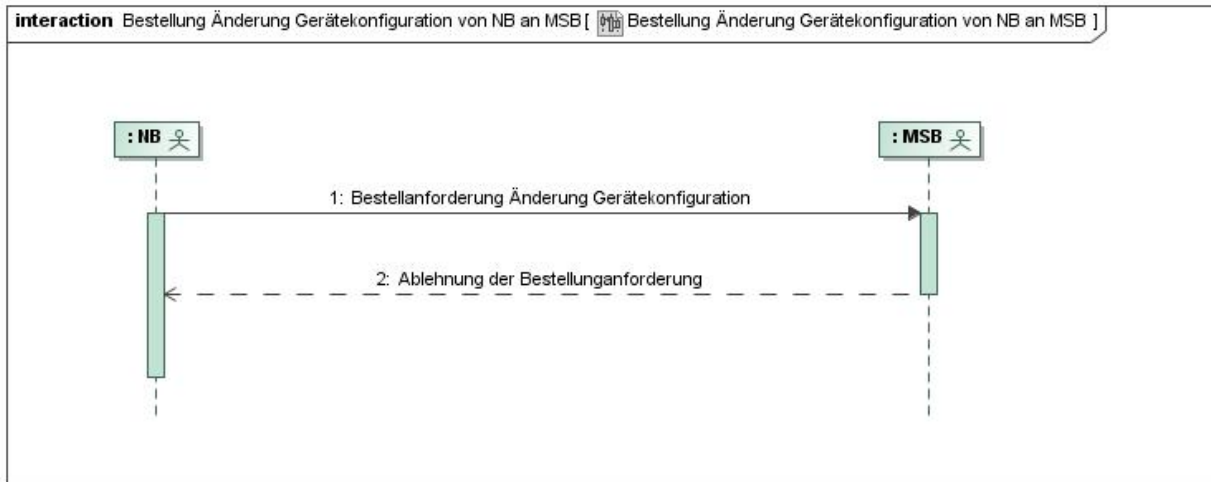 interaction Bestellung Änderung Gerätekonfiguration von NB an MSB [ Bestellung Änderung Gerätekonfiguration von NB an MSB ]
: NB
: MSB
1: Bestellanforderung Änderung Gerätekonfiguration
2: Ablehnung der Bestellunganforderung